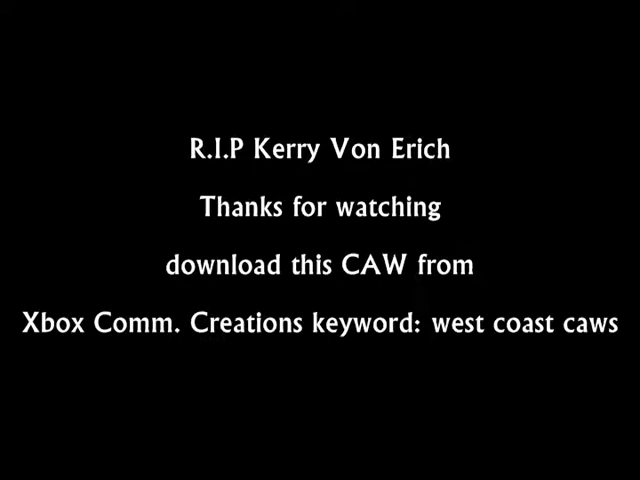 R.I.P Kerry Von Erich
Thanks for watching
download this CAW from
Xbox Comm. Creations keyword: west coast caws